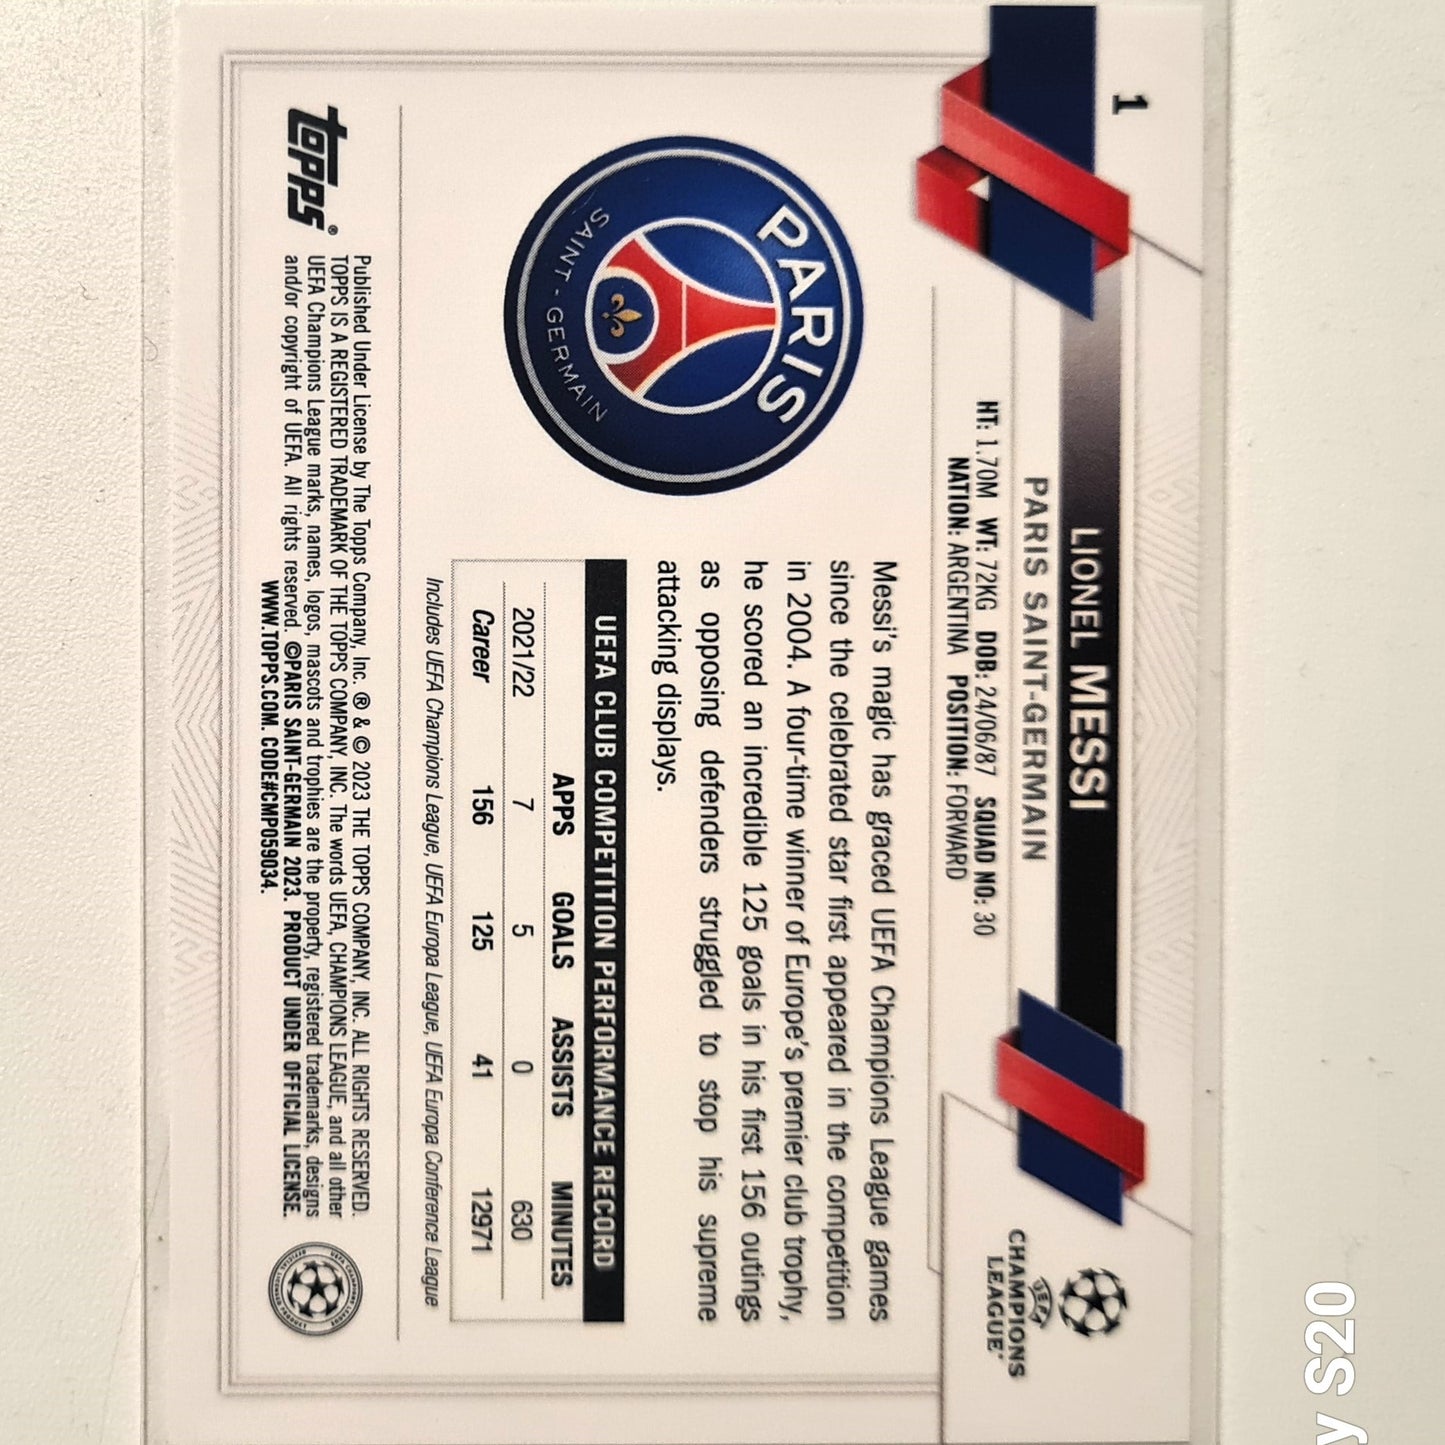 1
LIONEL MESSI
PARIS SAINT-GERMAIN
HT: 1.70M WT: 72KG DOB: 24/06/87 SQUAD NO: 30
NATION: ARGENTINA POSITION: FORWARD
UEFA
CHAMPIONS
LEAGUE
PARIS
SAINT-GERMAIN
Messi's magic has graced UEFA Champions League games
since the celebrated star first appeared in the competition
in 2004. A four-time winner of Europe's premier club trophy,
he scored an incredible 125 goals in his first 156 outings
as opposing defenders struggled to stop his supreme
attacking displays.
UEFA CLUB COMPETITION PERFORMANCE RECORD
APPS GOALS ASSISTS MINUTES
2021/22 7 5 0 630
Career 156 125 41 12971
Includes UEFA Champions League, UEFA Europa League, UEFA Europa Conference League
Topps®
Published Under License by The Topps Company, Inc. ® & © 2023 THE TOPPS COMPANY, INC. ALL RIGHTS RESERVED.
TOPPS IS A REGISTERED TRADEMARK OF THE TOPPS COMPANY, INC. The words UEFA, CHAMPIONS LEAGUE, and all other
UEFA Champions League marks, names, logos, mascots and trophies are the property, registered trademarks, designs
and/or copyright of UEFA. All rights reserved. ©PARIS SAINT-GERMAIN 2023. PRODUCT UNDER OFFICIAL LICENSE.
WWW.TOPPS.COM. CODE#CMP059034.
UEFA CHAMPIONS LEAGUE
OFFICIAL LICENSED PRODUCT
y S20